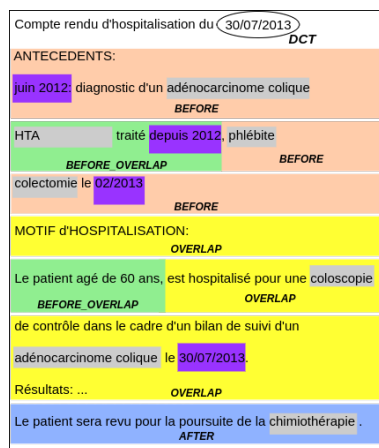 Compte rendu d'hospitalisation du 30/07/2013
DCT
ANTECEDENTS:
juin 2012: diagnostic d'un adénocarcinome colique
BEFORE
HTA traité depuis 2012, phlébite
BEFORE_OVERLAP BEFORE
colectomie le 02/2013
BEFORE
MOTIF d'HOSPITALISATION:
OVERLAP
Le patient agé de 60 ans, est hospitalisé pour une coloscopie
BEFORE_OVERLAP OVERLAP
de contrôle dans le cadre d'un bilan de suivi d'un
adénocarcinome colique le 30/07/2013.
Résultats: ... OVERLAP
Le patient sera revu pour la poursuite de la chimiothérapie .
AFTER